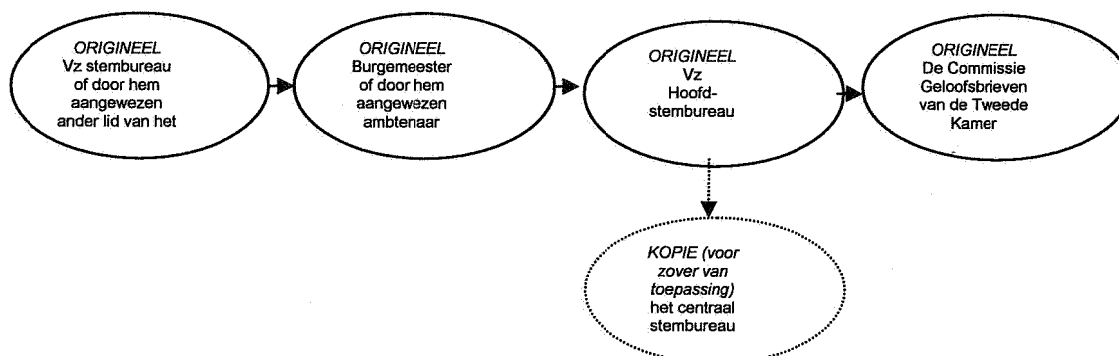 ORIGINEEL
Vz stembureau
of door hem
aangewezen
ander lid van het
ORIGINEEL
Burgemeester
of door hem
aangewezen
ambtenaar
ORIGINEEL
Vz
Hoofd-
stembureau
ORIGINEEL
De Commissie
Geloofsbrieven
van de Tweede
Kamer
KOPIE (voor
zover van
toepassing)
het centraal
stembureau